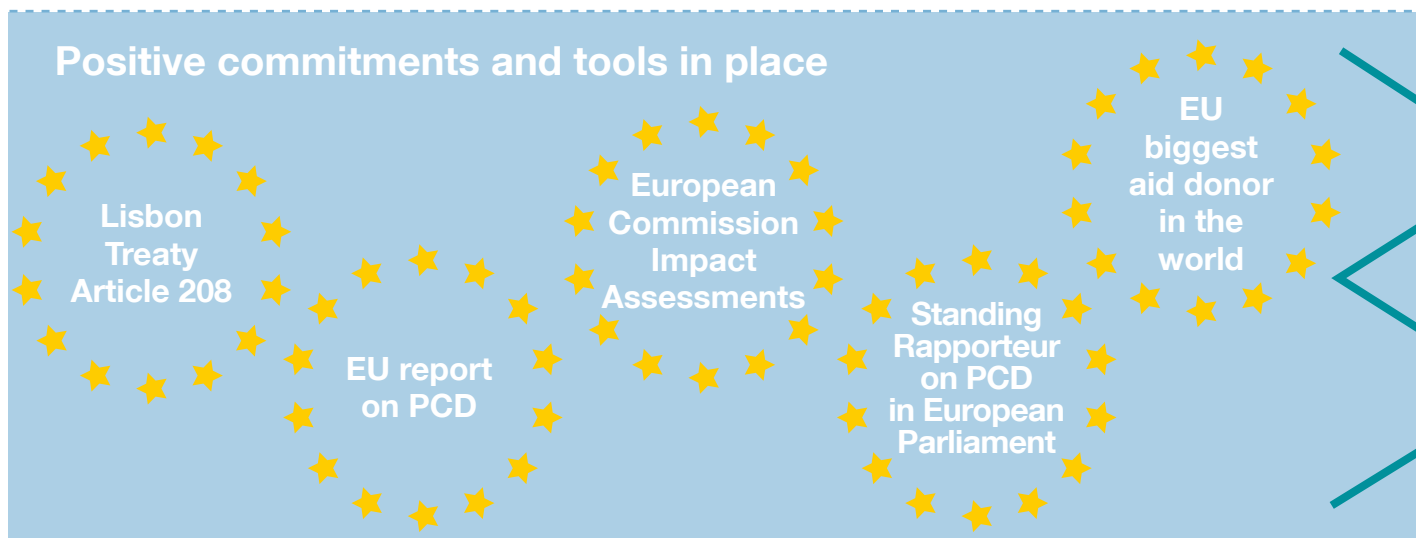 Positive commitments and tools in place
Lisbon
Treaty
Article 208
EU report
on PCD
European
Commission
Impact
Assessments
Standing
Rapporteur
on PCD
in European
Parliament
EU
biggest
aid donor
in the
world